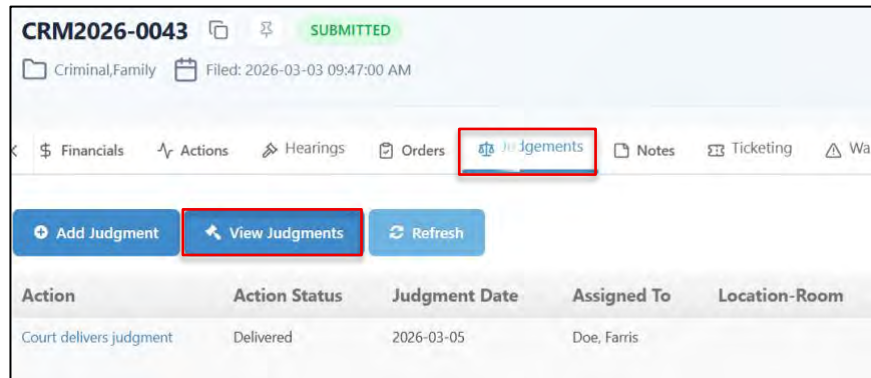 CRM2026-0043 SUBMITTED
Criminal,Family Filed: 2026-03-03 09:47:00 AM
$ Financials Actions Hearings Orders Judgements Notes Ticketing Wa
Add Judgment View Judgments Refresh
Action Action Status Judgment Date Assigned To Location-Room
Court delivers judgment Delivered 2026-03-05 Doe, Farris